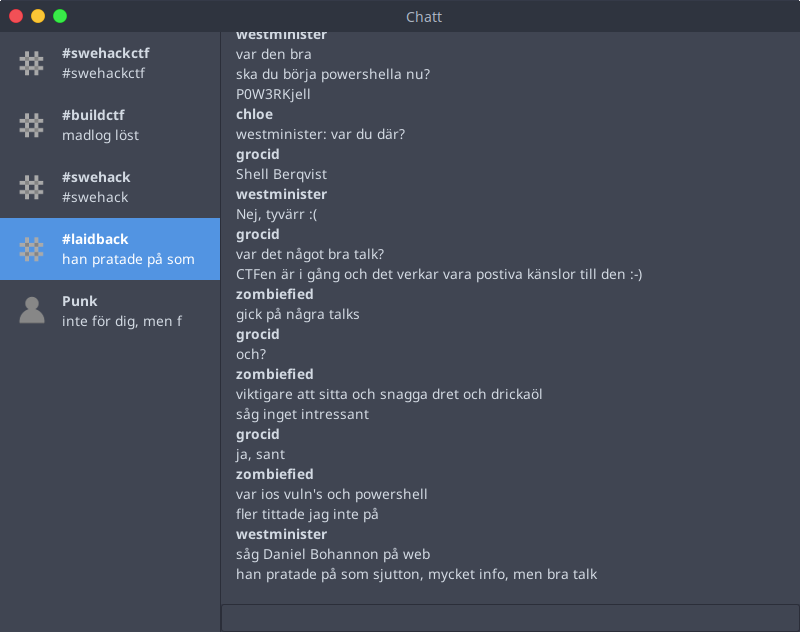 Chatt
#swehackctf
#swehackctf
#buildctf
madlog löst
#swehack
#swehack
#laidback
han pratade på som
Punk
inte för dig, men f
westminister
var den bra
ska du börja powershella nu?
P0W3RKjell
chloe
westminister: var du där?
grocid
Shell Berqvist
westminister
Nej, tyvärr :(
grocid
var det något bra talk?
CTFen är i gång och det verkar vara postiva känslor till den :-)
zombiefied
gick på några talks
grocid
och?
zombiefied
viktigare att sitta och snagga dret och drickaöl
såg inget intressant
grocid
ja, sant
zombiefied
var ios vuln's och powershell
fler tittade jag inte på
westminister
såg Daniel Bohannon på web
han pratade på som sjutton, mycket info, men bra talk